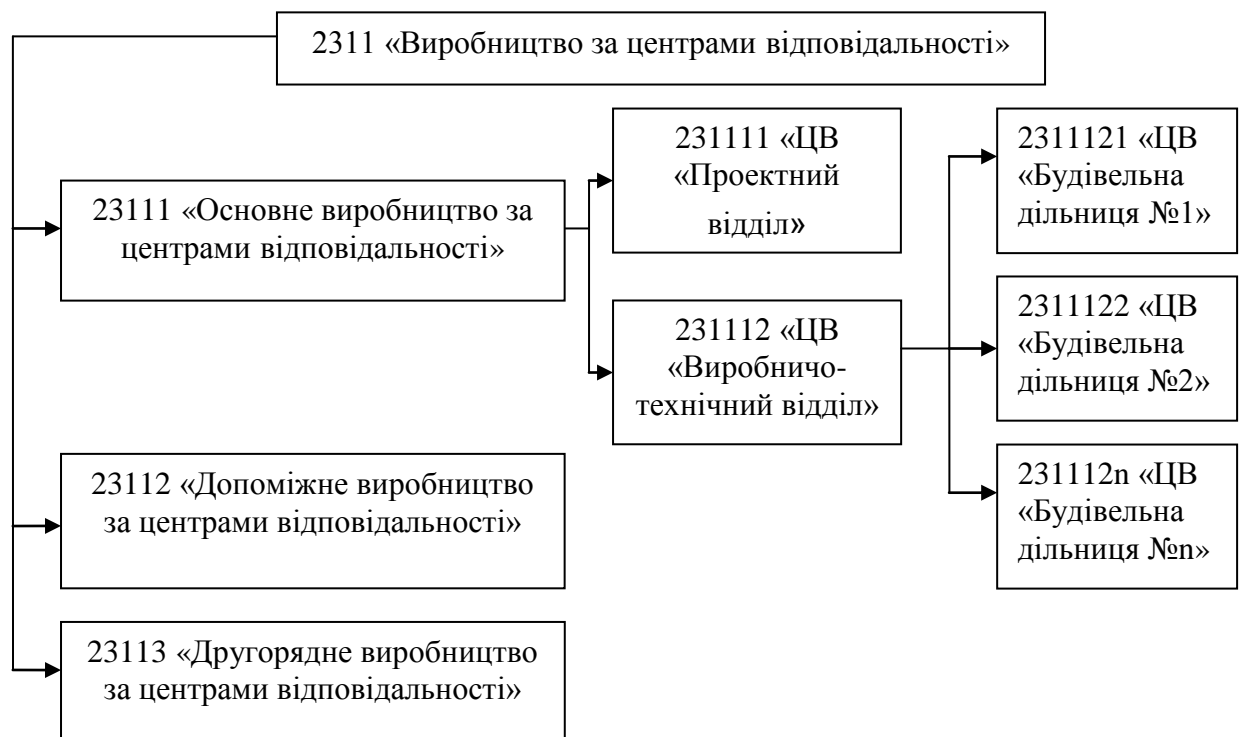 2311 «Виробництво за центрами відповідальності»
23111 «Основне виробництво за
центрами відповідальності»
231111 «ЦВ
«Проектний
відділ»
231112 «ЦВ
«Виробничо-
технічний відділ»
2311121 «ЦВ
«Будівельна
дільниця №1»
2311122 «ЦВ
«Будівельна
дільниця №2»
231112n «ЦВ
«Будівельна
дільниця №n»
23112 «Допоміжне виробництво
за центрами відповідальності»
23113 «Другорядне виробництво
за центрами відповідальності»